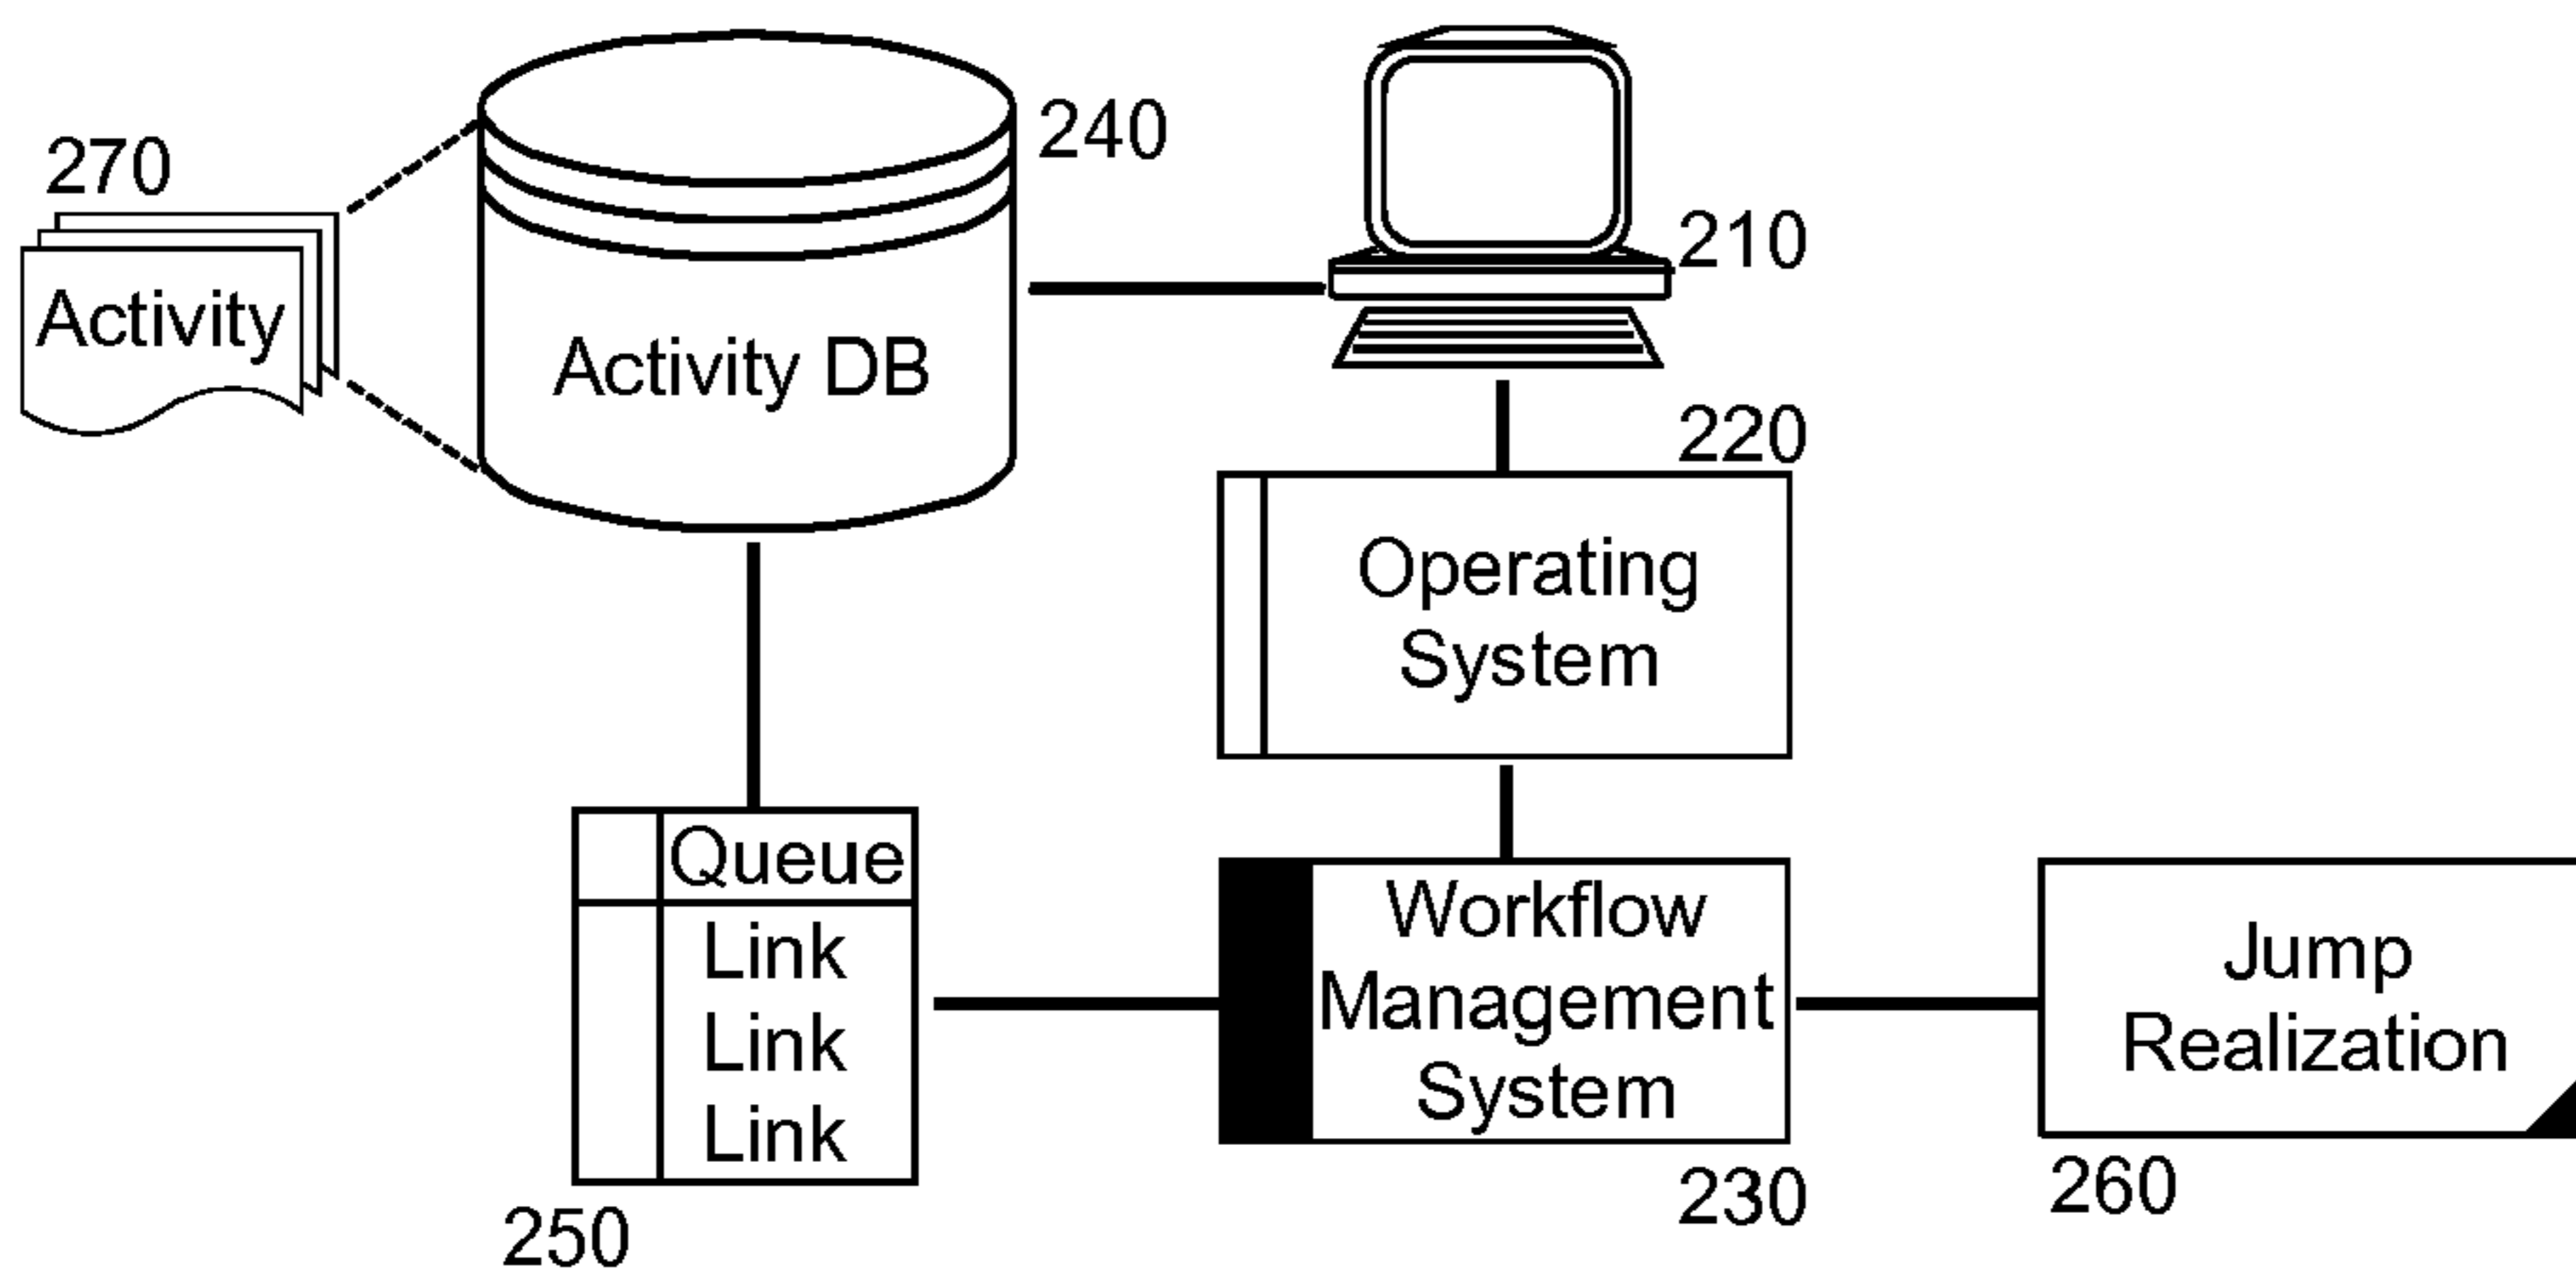 270
Activity
240
Activity DB
210
220
Operating
System
Queue
Link
Link
Link
250
Workflow
Management
System
230
Jump
Realization
260